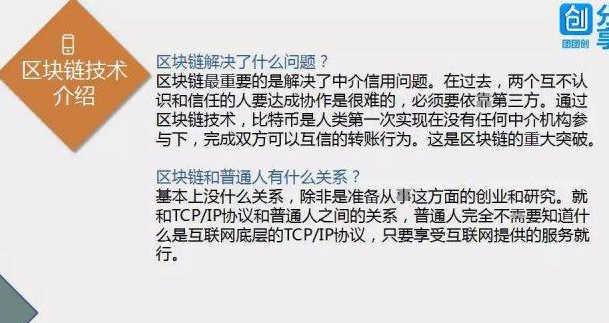 区块链技术
介绍
创
团团创
分
享
区块链解决了什么问题？
区块链最重要的是解决了中介信用问题。在过去，两个互不认
识和信任的人要达成协作是很难的，必须要依靠第三方。通过
区块链技术，比特币是人类第一次实现在没有任何中介机构参
与下，完成双方可以互信的转账行为。这是区块链的重大突破。
区块链和普通人有什么关系？
基本上没什么关系，除非是准备从事这方面的创业和研究。就
和TCP/IP协议和普通人之间的关系，普通人完全不需要知道什
么是互联网底层的TCP/IP协议，只要享受互联网提供的服务就
行。